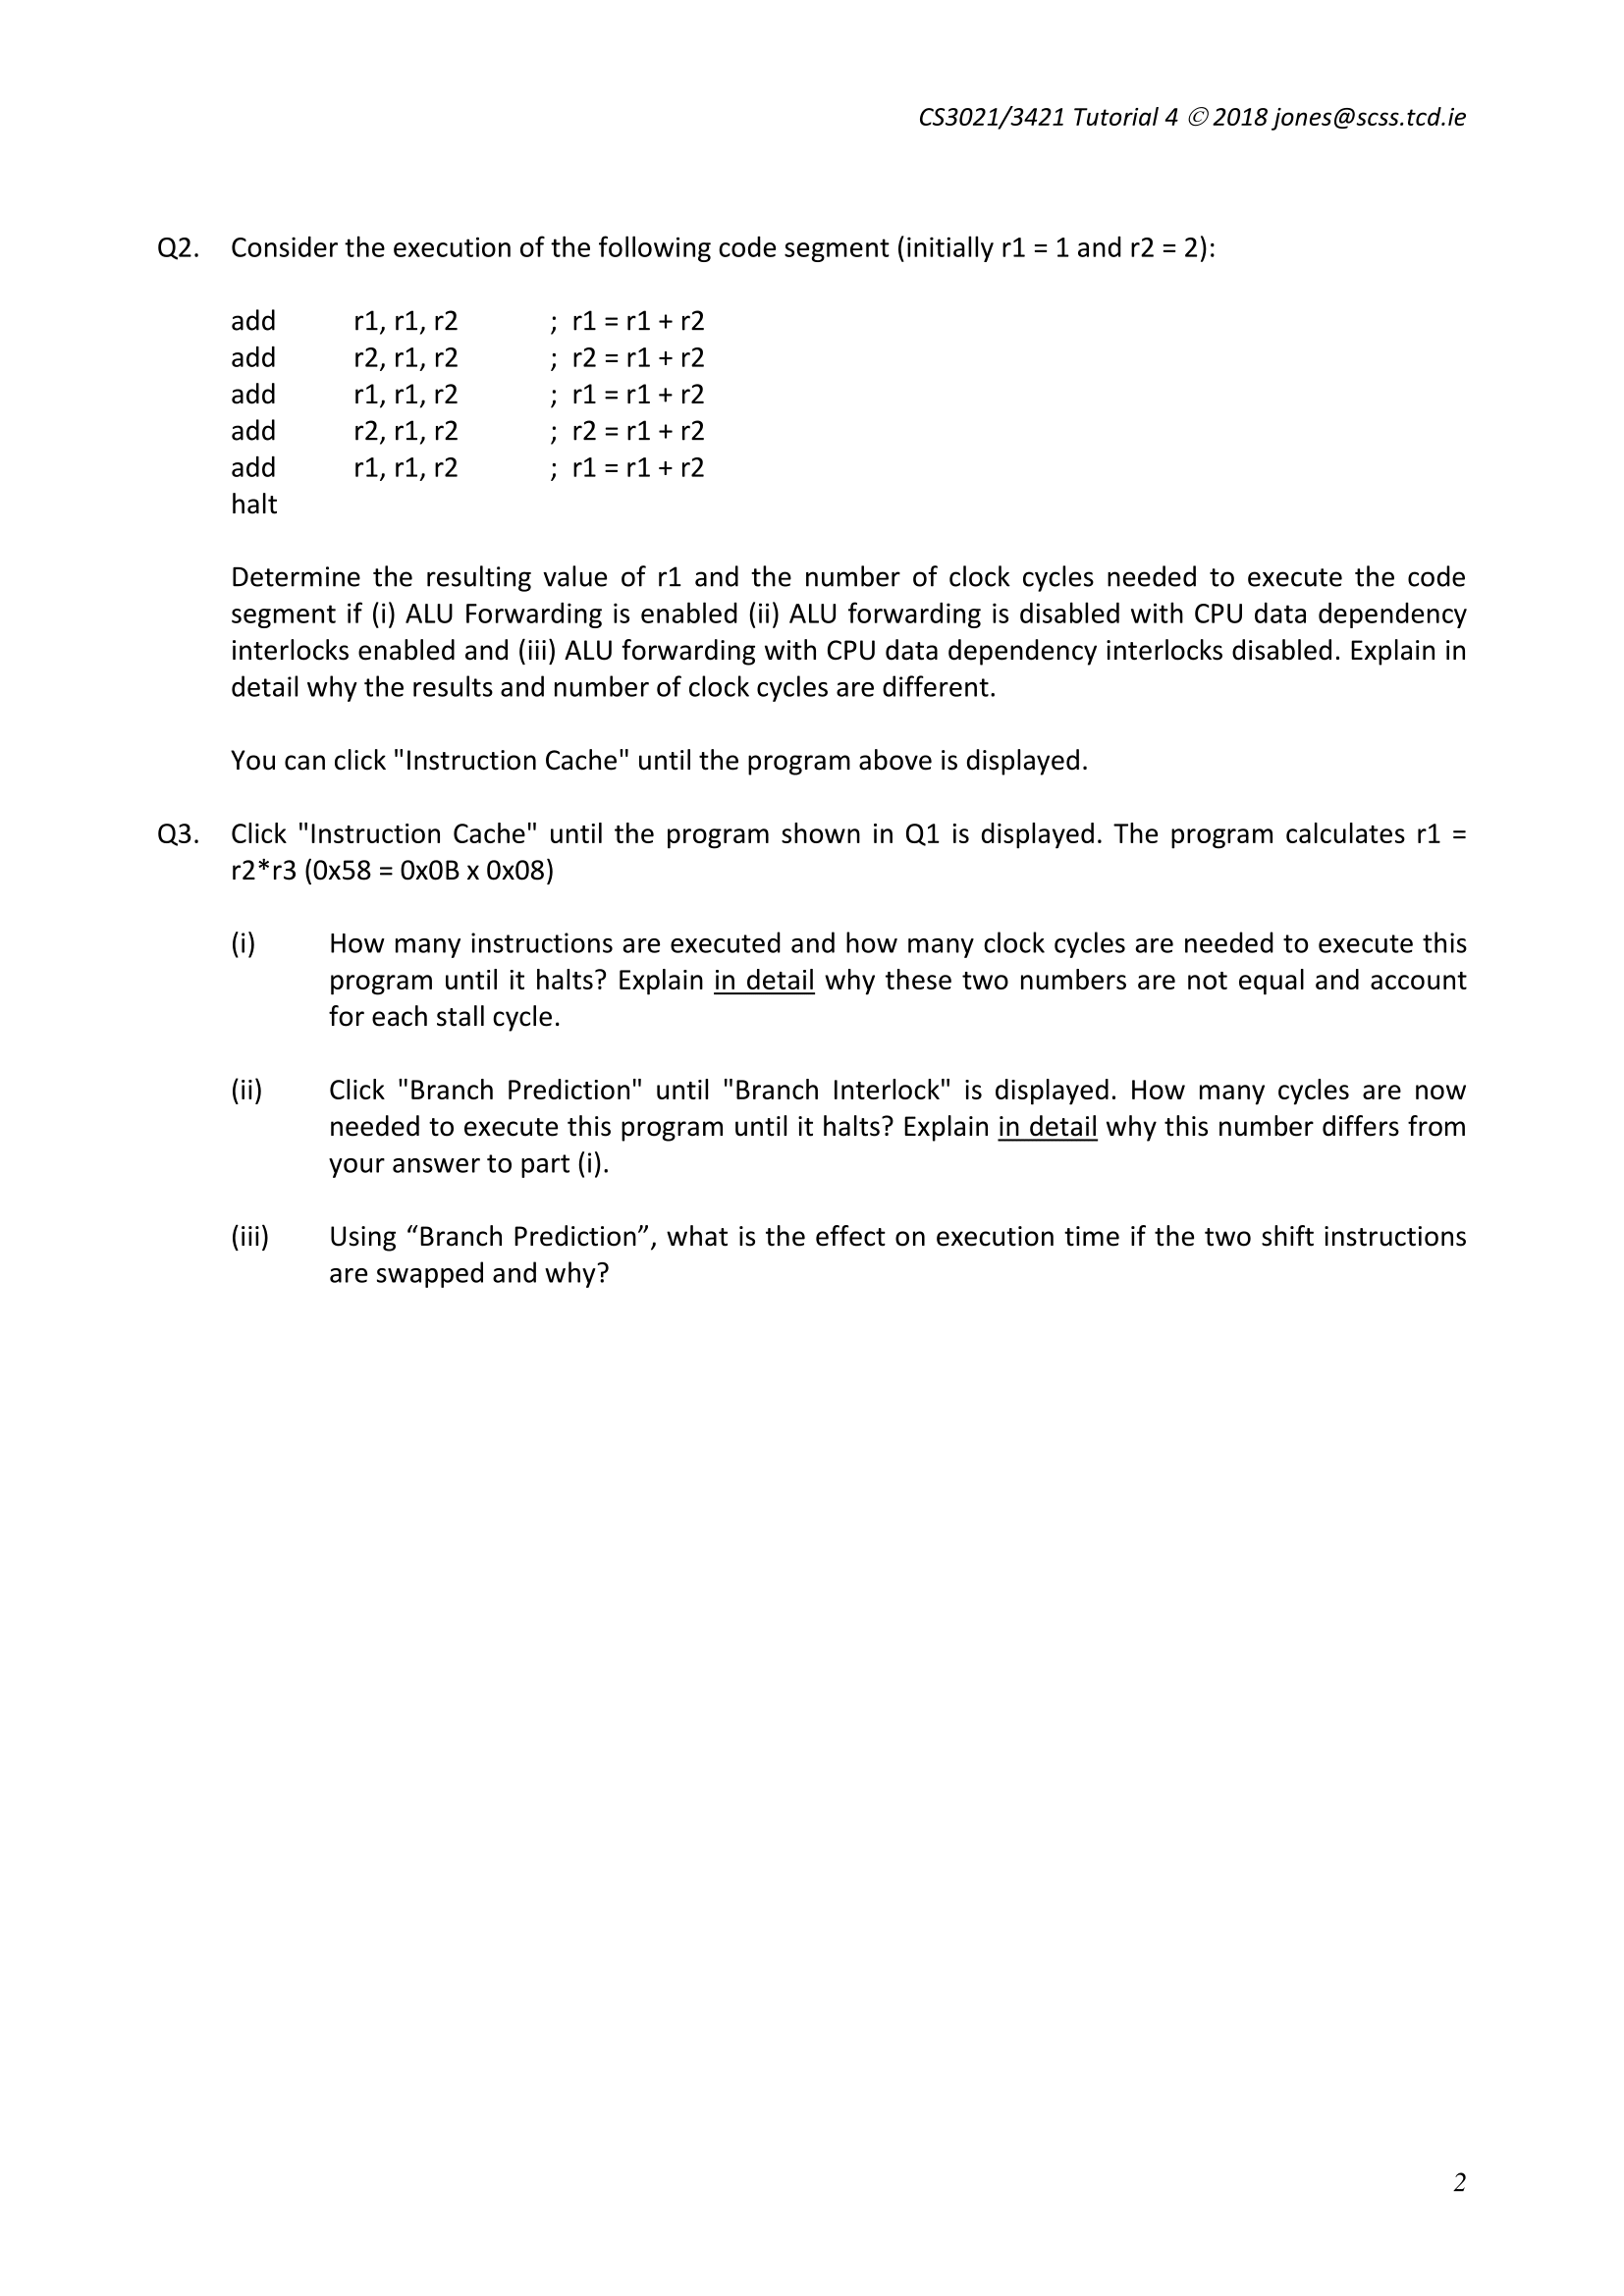 CS3021/3421 Tutorial 4 © 2018 jones@scss.tcd.ie
Q2. Consider the execution of the following code segment (initially r1 = 1 and r2 = 2):
add r1, r1, r2 ; r1 = r1 + r2
add r2, r1, r2 ; r2 = r1 + r2
add r1, r1, r2 ; r1 = r1 + r2
add r2, r1, r2 ; r2 = r1 + r2
add r1, r1, r2 ; r1 = r1 + r2
halt
Determine the resulting value of r1 and the number of clock cycles needed to execute the code
segment if (i) ALU Forwarding is enabled (ii) ALU forwarding is disabled with CPU data dependency
interlocks enabled and (iii) ALU forwarding with CPU data dependency interlocks disabled. Explain in
detail why the results and number of clock cycles are different.
You can click "Instruction Cache" until the program above is displayed.
Q3. Click "Instruction Cache" until the program shown in Q1 is displayed. The program calculates r1 =
r2*r3 (0x58 = 0x0B x 0x08)
(i) How many instructions are executed and how many clock cycles are needed to execute this
program until it halts? Explain in detail why these two numbers are not equal and account
for each stall cycle.
(ii) Click "Branch Prediction" until "Branch Interlock" is displayed. How many cycles are now
needed to execute this program until it halts? Explain in detail why this number differs from
your answer to part (i).
(iii) Using “Branch Prediction”, what is the effect on execution time if the two shift instructions
are swapped and why?
2